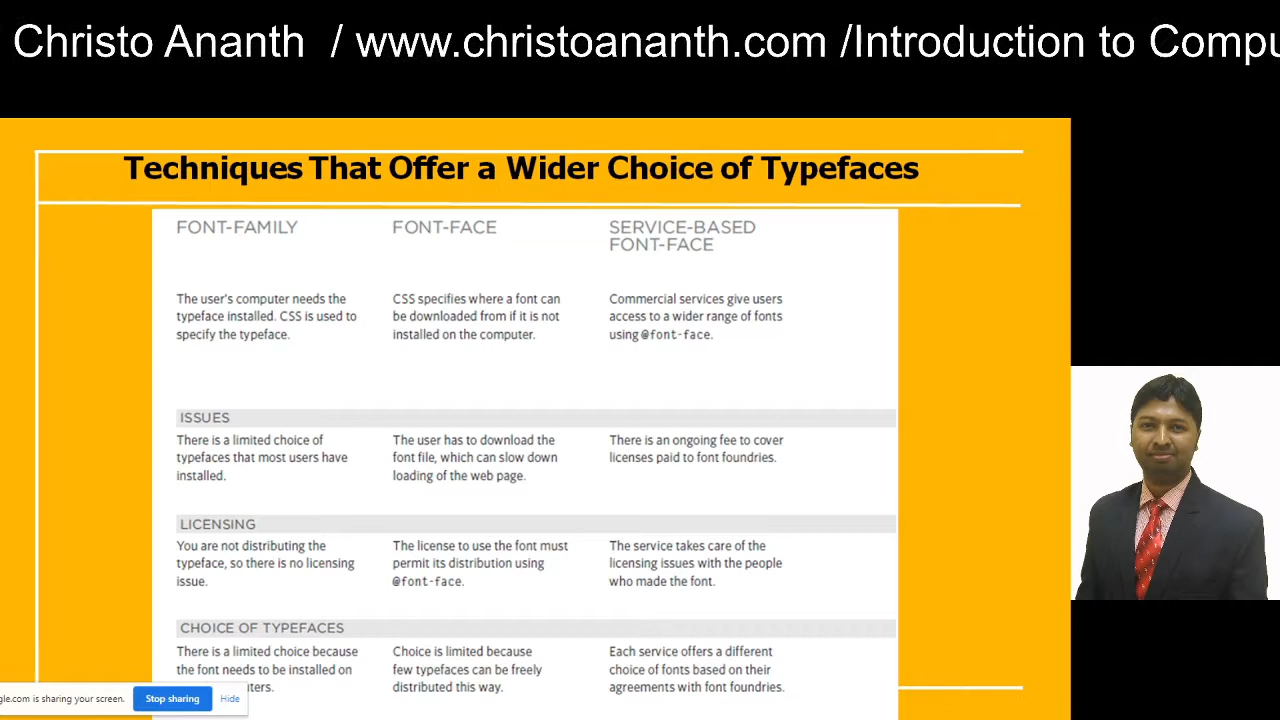 Christo Ananth / www.christoananth.com /Introduction to Compu
Techniques That Offer a Wider Choice of Typefaces
FONT-FAMILY
The user's computer needs the
typeface installed. CSS is used to
specify the typeface.
FONT-FACE
CSS specifies where a font can
be downloaded from if it is not
installed on the computer.
SERVICE-BASED
FONT-FACE
Commercial services give users
access to a wider range of fonts
using @font-face.
ISSUES
There is a limited choice of
typefaces that most users have
installed.
The user has to download the
font file, which can slow down
loading of the web page.
There is an ongoing fee to cover
licenses paid to font foundries.
LICENSING
You are not distributing the
typeface, so there is no licensing
issue.
The license to use the font must
permit its distribution using
@font-face.
The service takes care of the
licensing issues with the people
who made the font.
CHOICE OF TYPEFACES
There is a limited choice because
the font needs to be installed on
ters.
Choice is limited because
few typefaces can be freely
distributed this way.
Each service offers a different
choice of fonts based on their
agreements with font foundries.
gle.com is sharing your screen.
Stop sharing
Hide